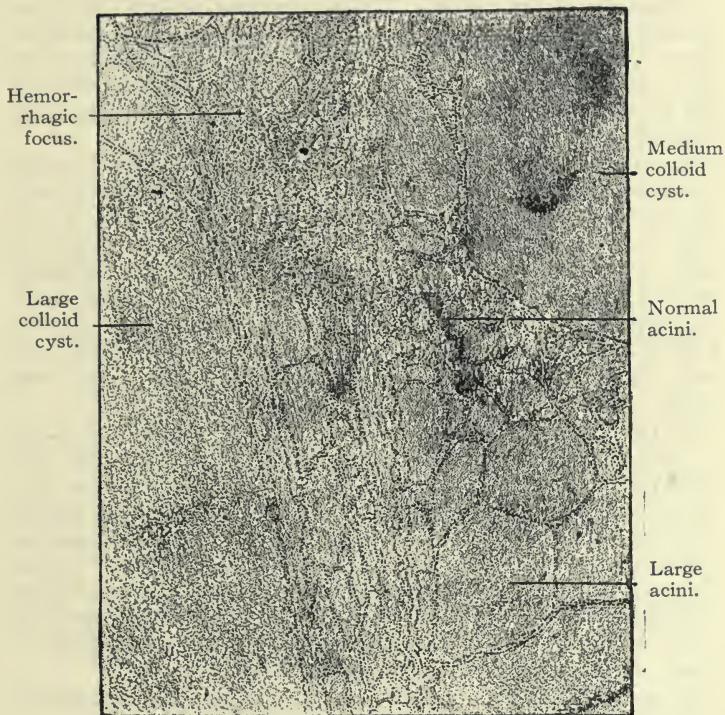 Hemor-
rhagic
focus.
Large
colloid
cyst.
Medium
colloid
cyst.
Normal
acini.
Large
acini.